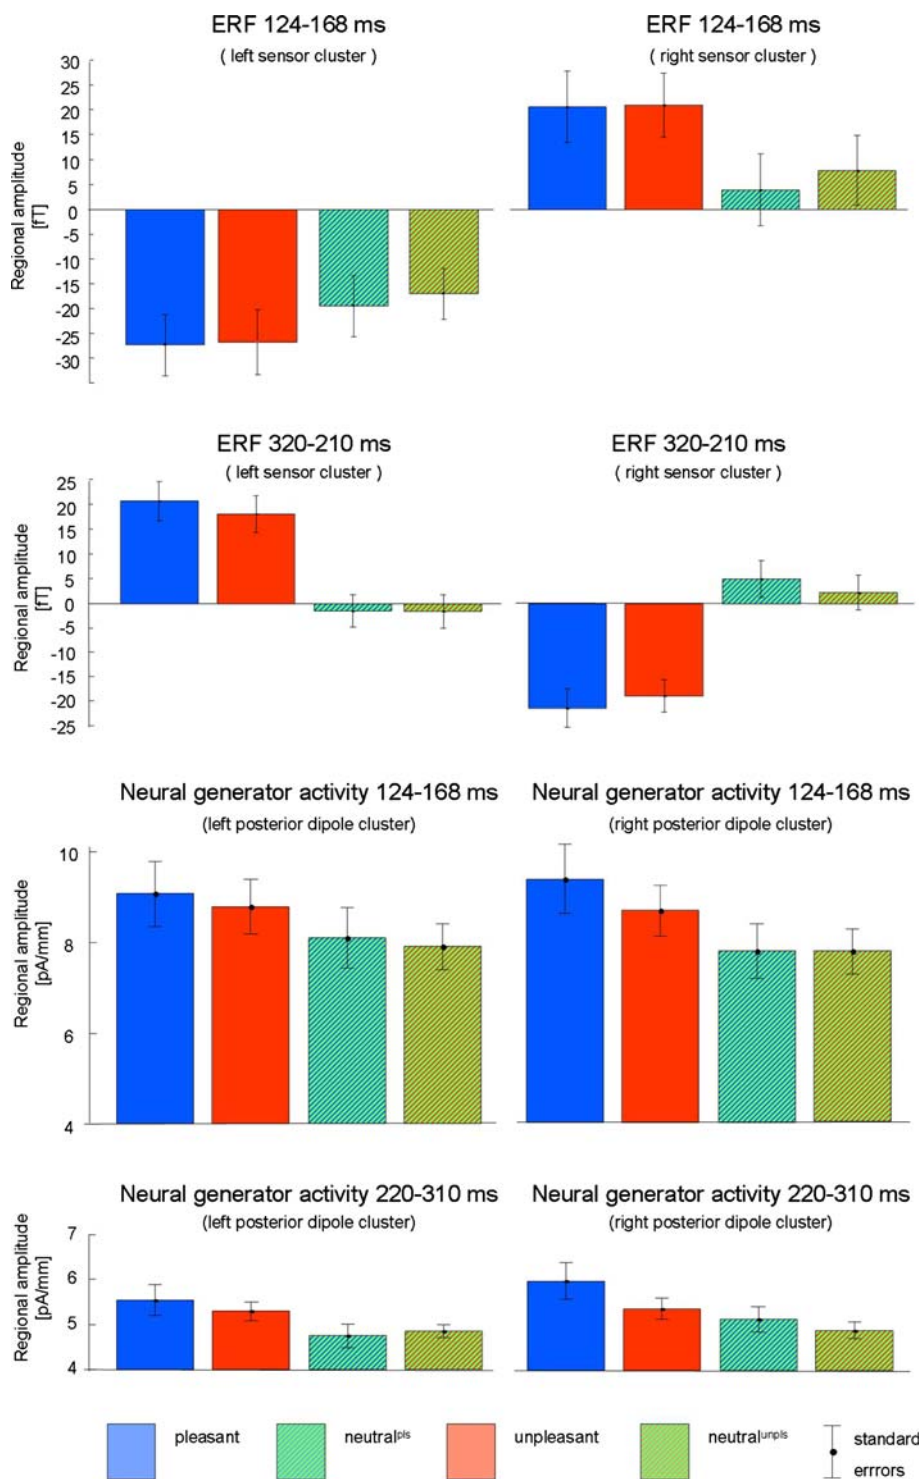 ERF 124-168 ms
( left sensor cluster )
ERF 124-168 ms
( right sensor cluster )
Regional amplitude
[fT]
30
25
20
15
10
5
0
-5
-10
-15
-20
-25
-30
ERF 320-210 ms
( left sensor cluster )
ERF 320-210 ms
( right sensor cluster )
Regional amplitude
[fT]
25
20
15
10
5
0
-5
-10
-15
-20
-25
Neural generator activity 124-168 ms
(left posterior dipole cluster)
Neural generator activity 124-168 ms
(right posterior dipole cluster)
Regional amplitude
[pA/mm]
10
8
6
4
Neural generator activity 220-310 ms
(left posterior dipole cluster)
Neural generator activity 220-310 ms
(right posterior dipole cluster)
Regional amplitude
[pA/mm]
7
6
5
4
pleasant
neutralpls
unpleasant
neutralunpls
standard
errrors